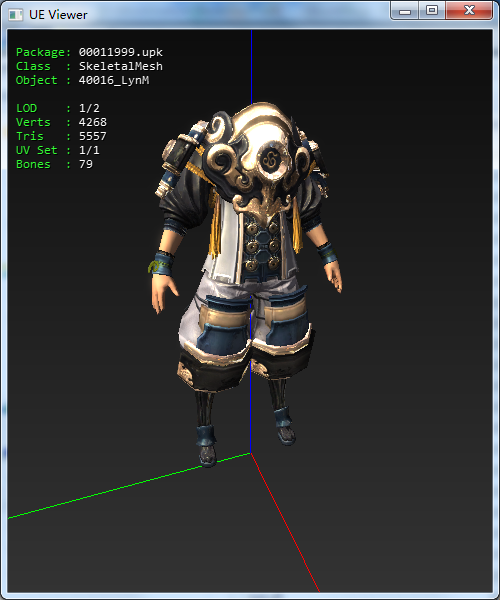 UE Viewer
Package: 00011999.upk
Class : SkeletalMesh
Object : 40016_LynM
LOD : 1/2
Verts : 4268
Tris : 5557
UV Set : 1/1
Bones : 79